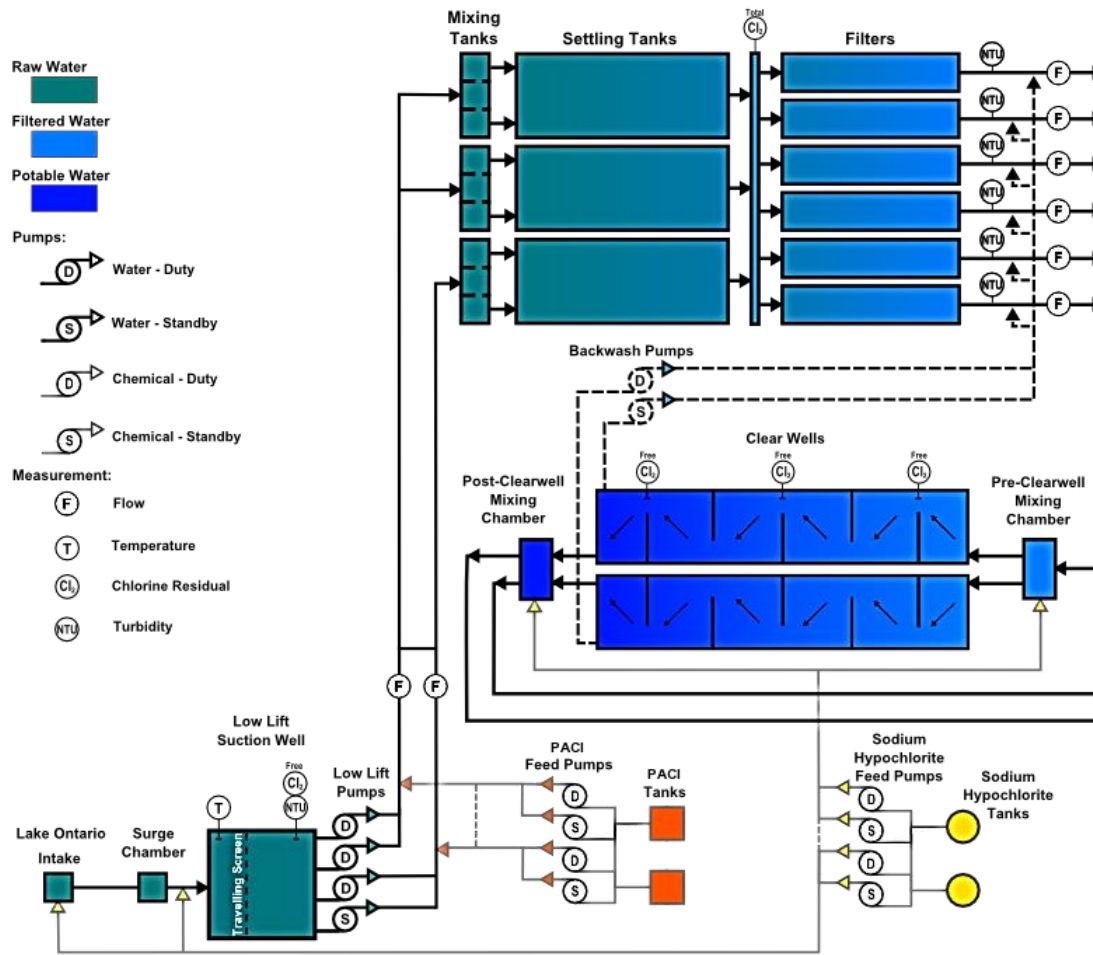 Mixing
Tanks
Settling Tanks
Total
Cl₂
Filters
NTU
F
NTU
F
NTU
F
NTU
F
NTU
F
NTU
F
Raw Water
Filtered Water
Potable Water
Pumps:
D
Water - Duty
S
Water - Standby
D
Chemical - Duty
S
Chemical - Standby
Measurement:
F
Flow
T
Temperature
Cl₂
Chlorine Residual
NTU
Turbidity
Backwash Pumps
D
S
Clear Wells
Free
Cl₂
Free
Cl₂
Free
Cl₂
Post-Clearwell
Mixing
Chamber
Pre-Clearwell
Mixing
Chamber
F
F
Low Lift
Suction Well
Free
Cl₂
NTU
T
Low Lift
Pumps
D
D
D
S
Travelling Screen
Lake Ontario
Intake
Surge
Chamber
PACl
Feed Pumps
D
S
D
S
PACl
Tanks
Sodium
Hypochlorite
Feed Pumps
D
S
D
S
Sodium
Hypochlorite
Tanks